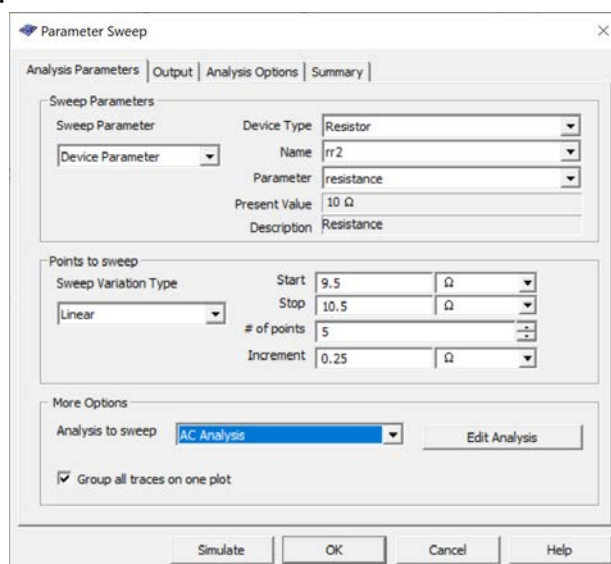 Parameter Sweep
Analysis Parameters Output Analysis Options Summary
Sweep Parameters
Sweep Parameter Device Type Resistor
Device Parameter Name rr2
Parameter resistance
Present Value 10 Ω
Description Resistance
Points to sweep
Sweep Variation Type Start 9.5 Ω
Linear Stop 10.5 Ω
# of points 5
Increment 0.25 Ω
More Options
Analysis to sweep AC Analysis Edit Analysis
Group all traces on one plot
Simulate OK Cancel Help